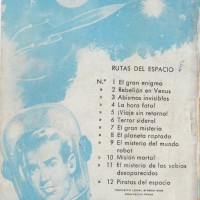 RUTAS DEL ESPACIO
N.º 1 El gran enigma
» 2 Rebelión en Venus
» 3 Abismos invisibles
» 4 La hora fatal
» 5 ¡Viaje sin retorno!
» 6 Terror sideral
» 7 El gran misterio
» 8 El planeta raptado
» 9 El misterio del mundo
robot
» 10 Misión mortal
» 11 El misterio de los sabios
desaparecidos
» 12 Piratas del espacio